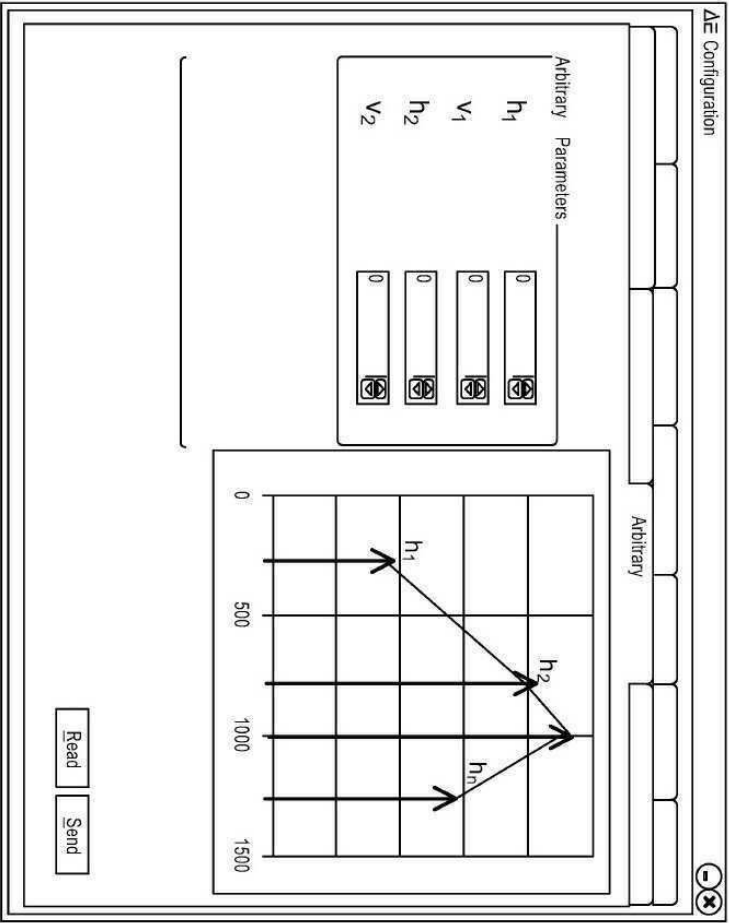 ΔE Configuration
Arbitrary
Arbitrary Parameters
h₁ 0
v₁ 0
h₂ 0
v₂ 0
h₁
h₂
hₙ
0 500 1000 1500
Read Send